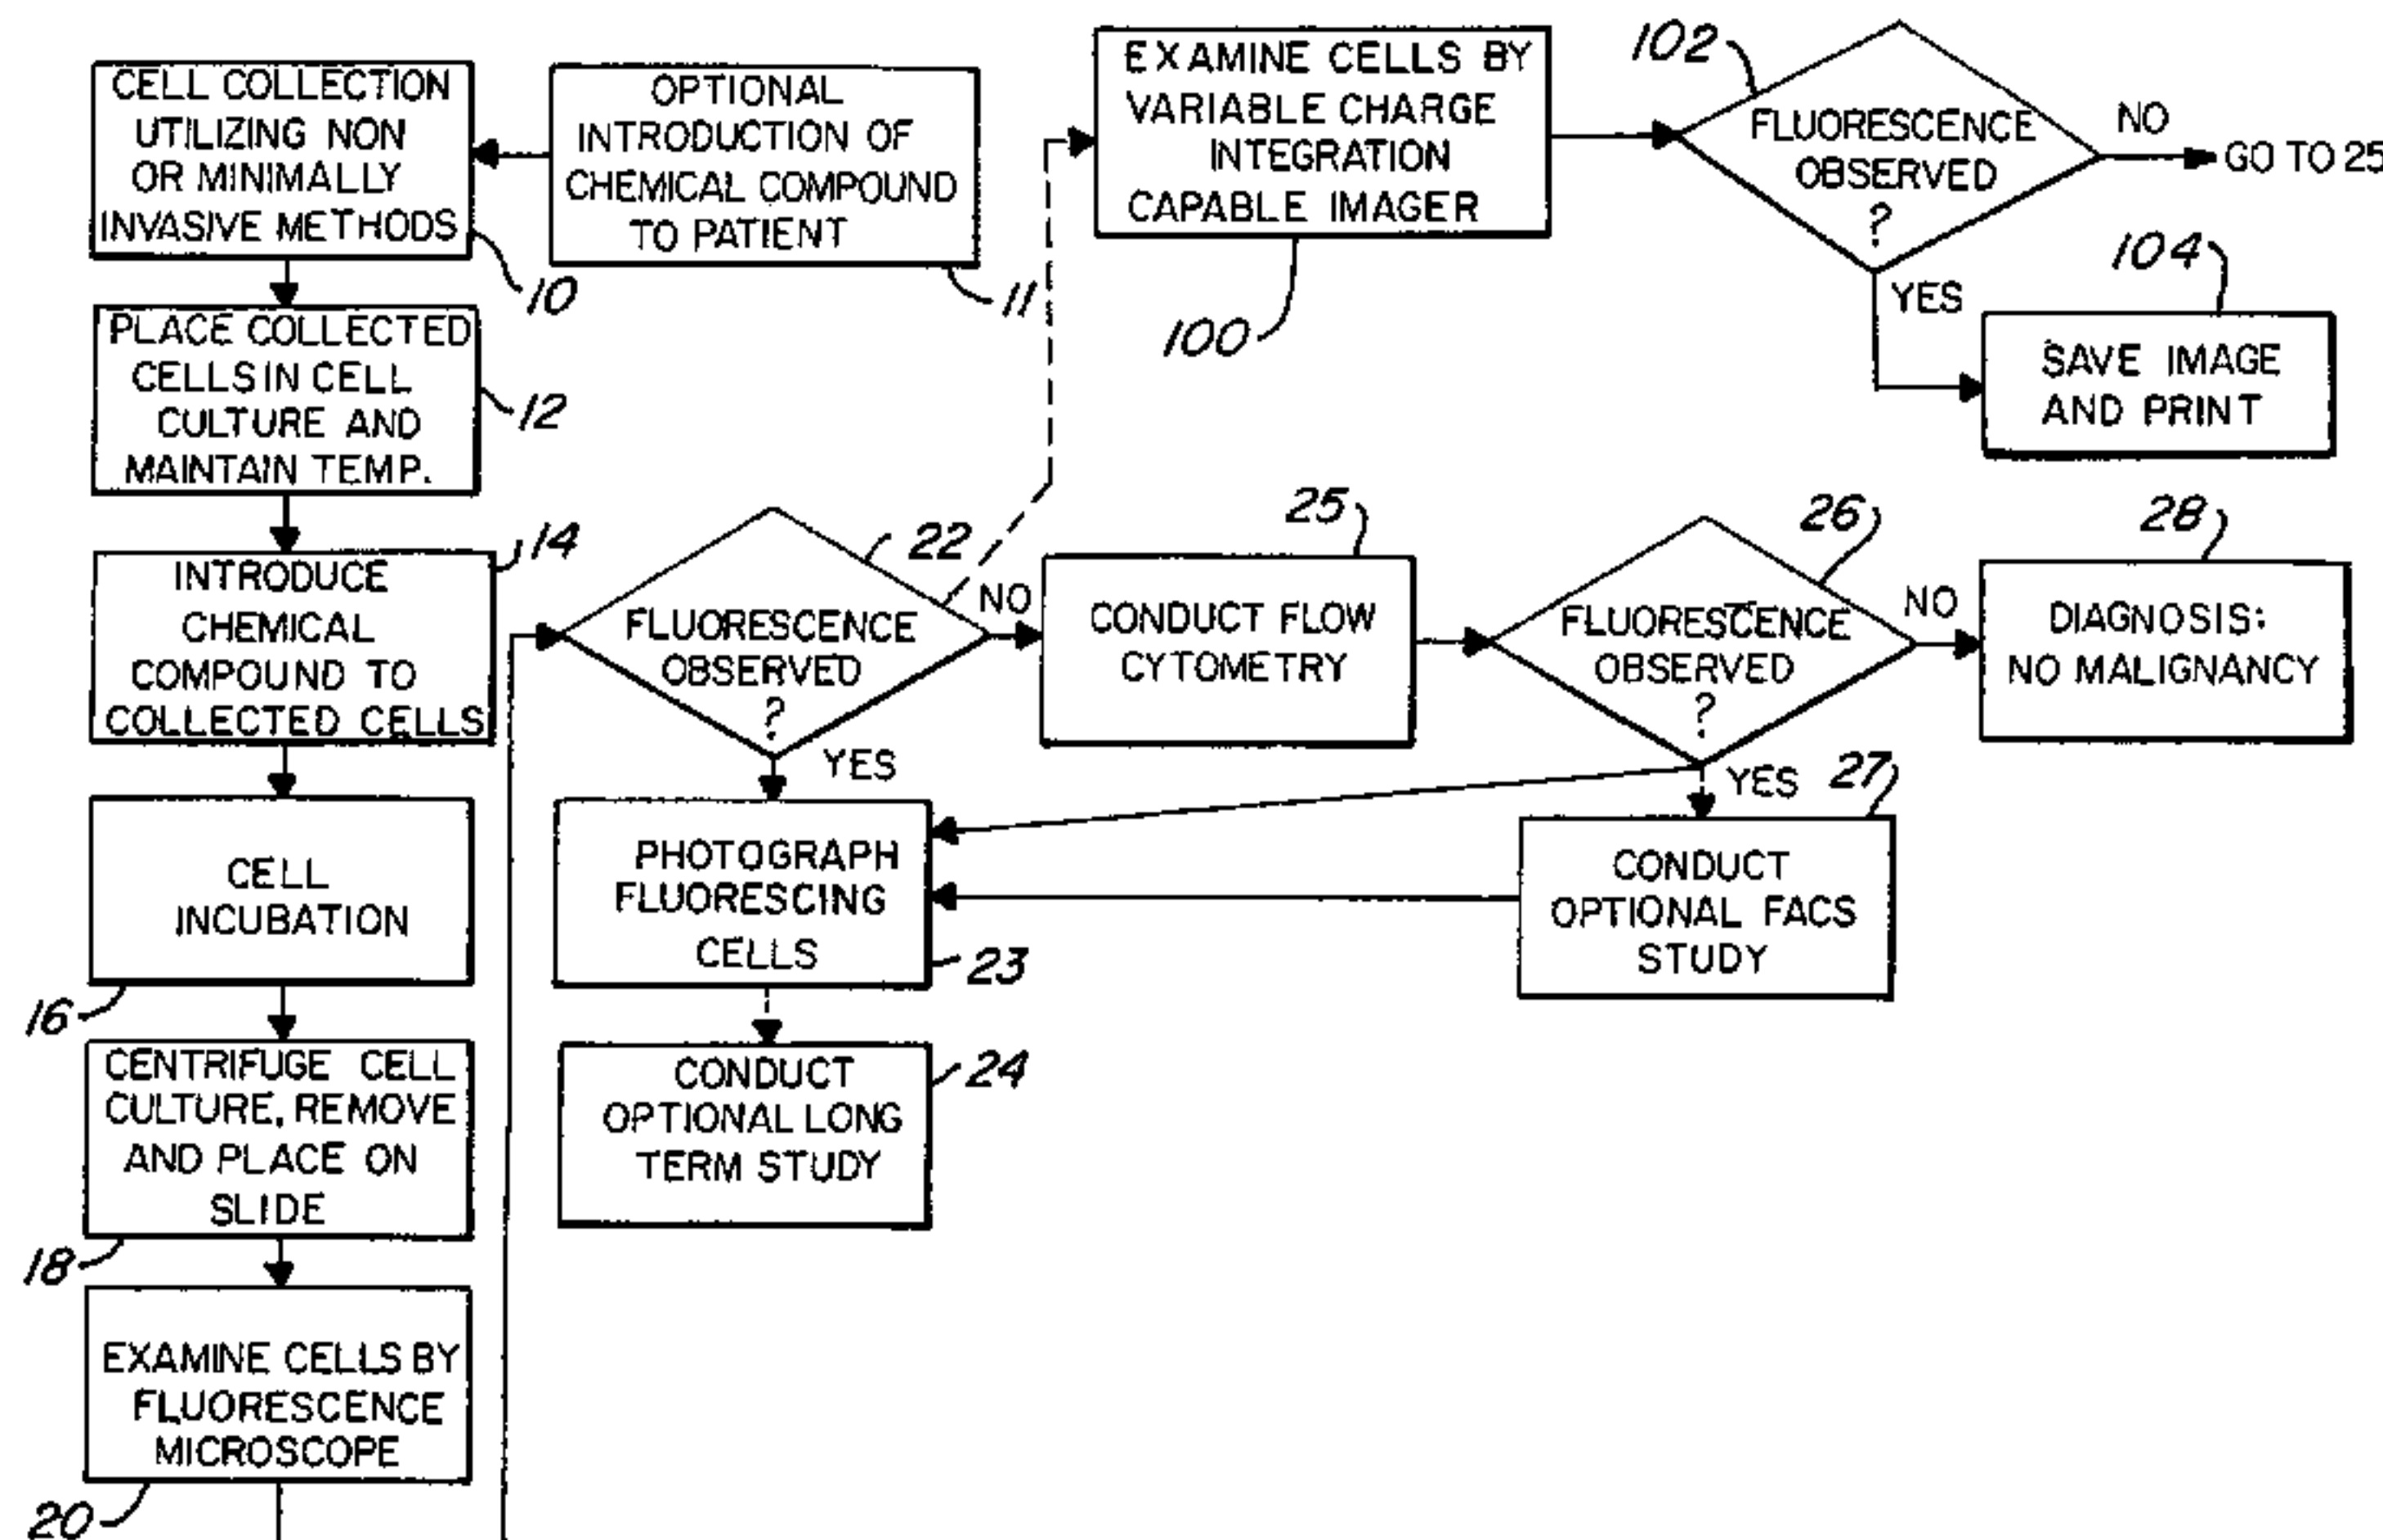 CELL COLLECTION
UTILIZING NON
OR MINIMALLY
INVASIVE METHODS
10
OPTIONAL
INTRODUCTION OF
CHEMICAL COMPOUND
TO PATIENT
11
EXAMINE CELLS BY
VARIABLE CHARGE
INTEGRATION
CAPABLE IMAGER
100
102
FLUORESCENCE
OBSERVED
?
NO
GO TO 25
YES
104
SAVE IMAGE
AND PRINT
PLACE COLLECTED
CELLS IN CELL
CULTURE AND
MAINTAIN TEMP.
12
INTRODUCE
CHEMICAL
COMPOUND TO
COLLECTED CELLS
14
22
FLUORESCENCE
OBSERVED
?
NO
YES
25
CONDUCT FLOW
CYTOMETRY
26
FLUORESCENCE
OBSERVED
?
NO
YES
28
DIAGNOSIS:
NO MALIGNANCY
27
CONDUCT
OPTIONAL FACS
STUDY
CELL
INCUBATION
16
PHOTOGRAPH
FLUORESCING
CELLS
23
CENTRIFUGE CELL
CULTURE, REMOVE
AND PLACE ON
SLIDE
18
CONDUCT
OPTIONAL LONG
TERM STUDY
24
EXAMINE CELLS BY
FLUORESCENCE
MICROSCOPE
20